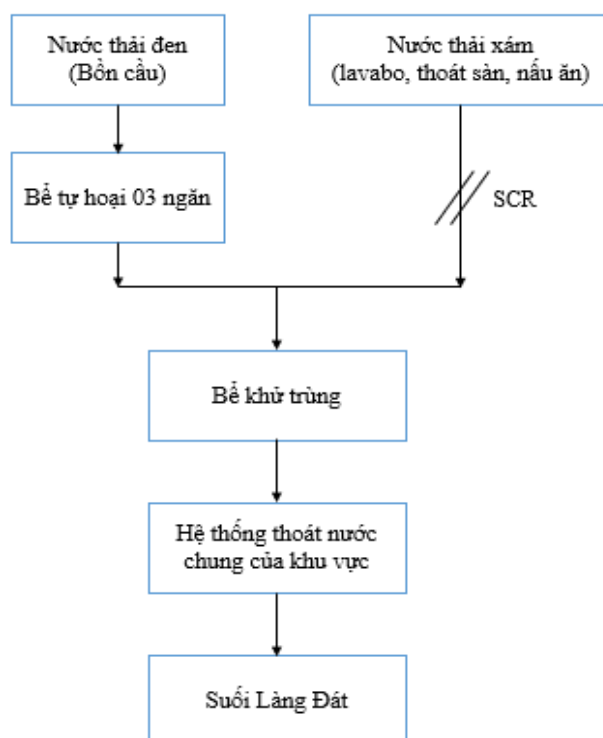 Nước thải đen
(Bồn cầu)
Nước thải xám
(lavabo, thoát sàn, nấu ăn)
Bể tự hoại 03 ngăn
SCR
Bể khử trùng
Hệ thống thoát nước
chung của khu vực
Suối Làng Đát